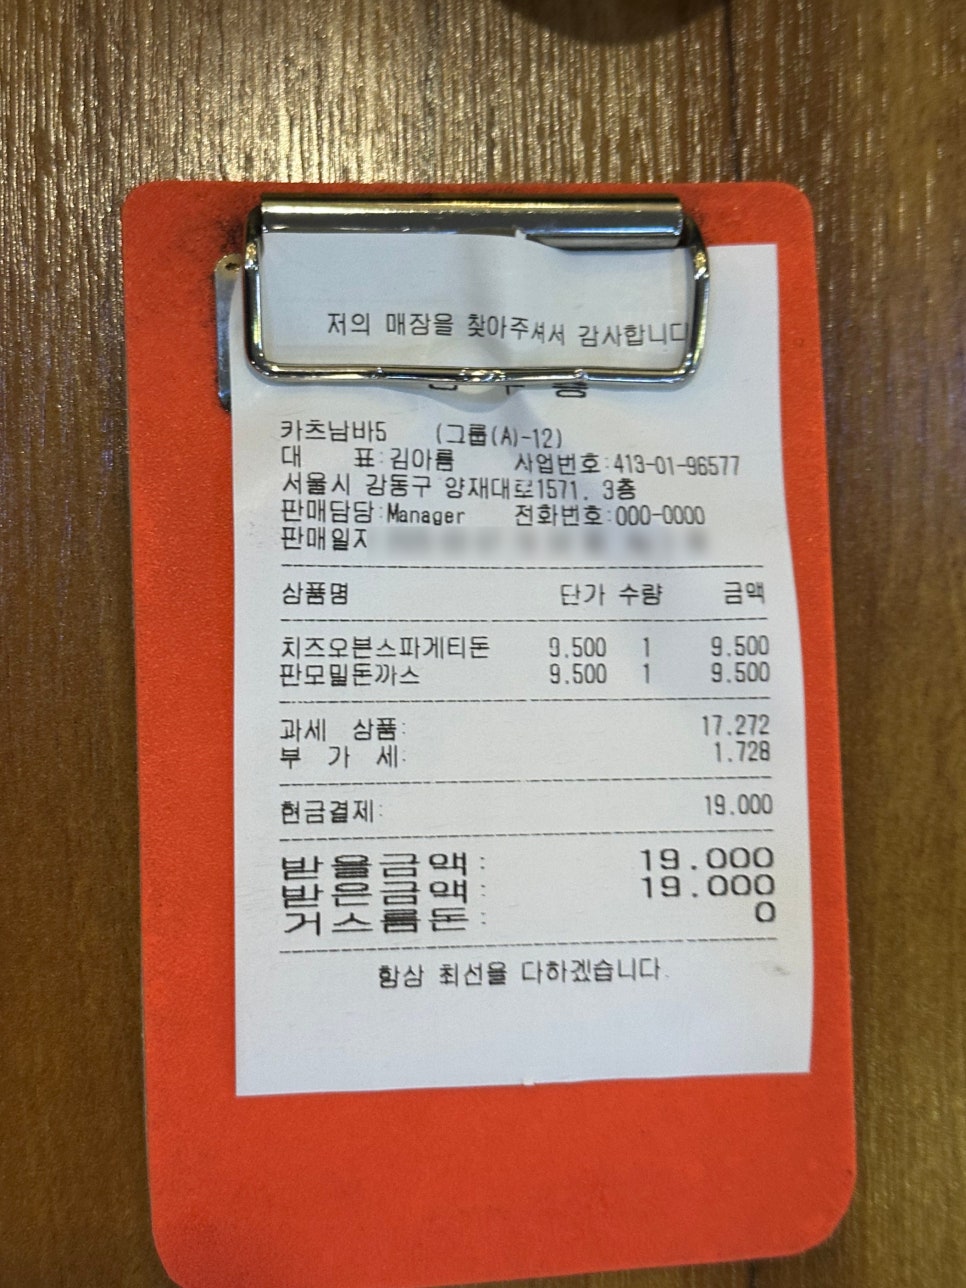 저의 매장을 찾아주셔서 감사합니다
카츠남바5 (그룹(A)-12)
대 표:김아름 사업번호:413-01-96577
서울시 강동구 양재대로1571, 3층
판매담당:Manager 전화번호:000-0000
판매일자
상품명 단가 수량 금액
치즈오븐스파게티돈 9.500 1 9.500
판모밀돈까스 9.500 1 9.500
과세 상품: 17.272
부 가 세: 1.728
현금결제: 19.000
받을금액: 19.000
받은금액: 19.000
거스름돈: 0
항상 최선을 다하겠습니다.